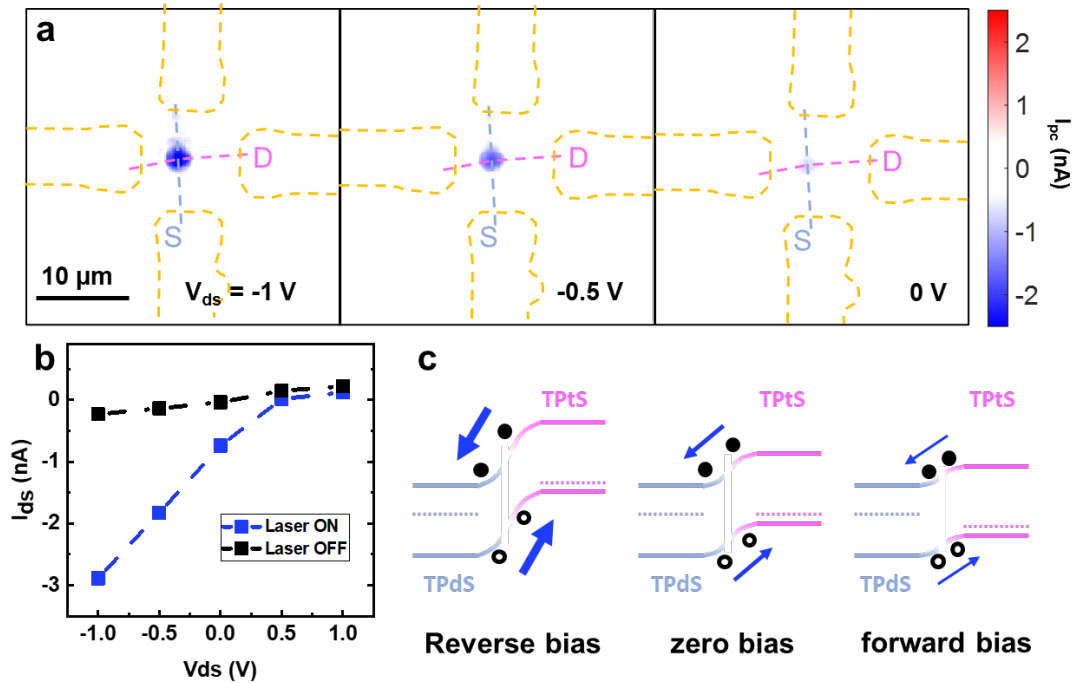 a
D
S
10 µm
V_ds = -1 V
D
S
-0.5 V
D
S
0 V
2
1
0
-1
-2
I_pc (nA)
b
0
-1
-2
-3
I_ds (nA)
Laser ON
Laser OFF
-1.0 -0.5 0.0 0.5 1.0
Vds (V)
c
TPtS
TPdS
Reverse bias
TPtS
TPdS
zero bias
TPtS
TPdS
forward bias